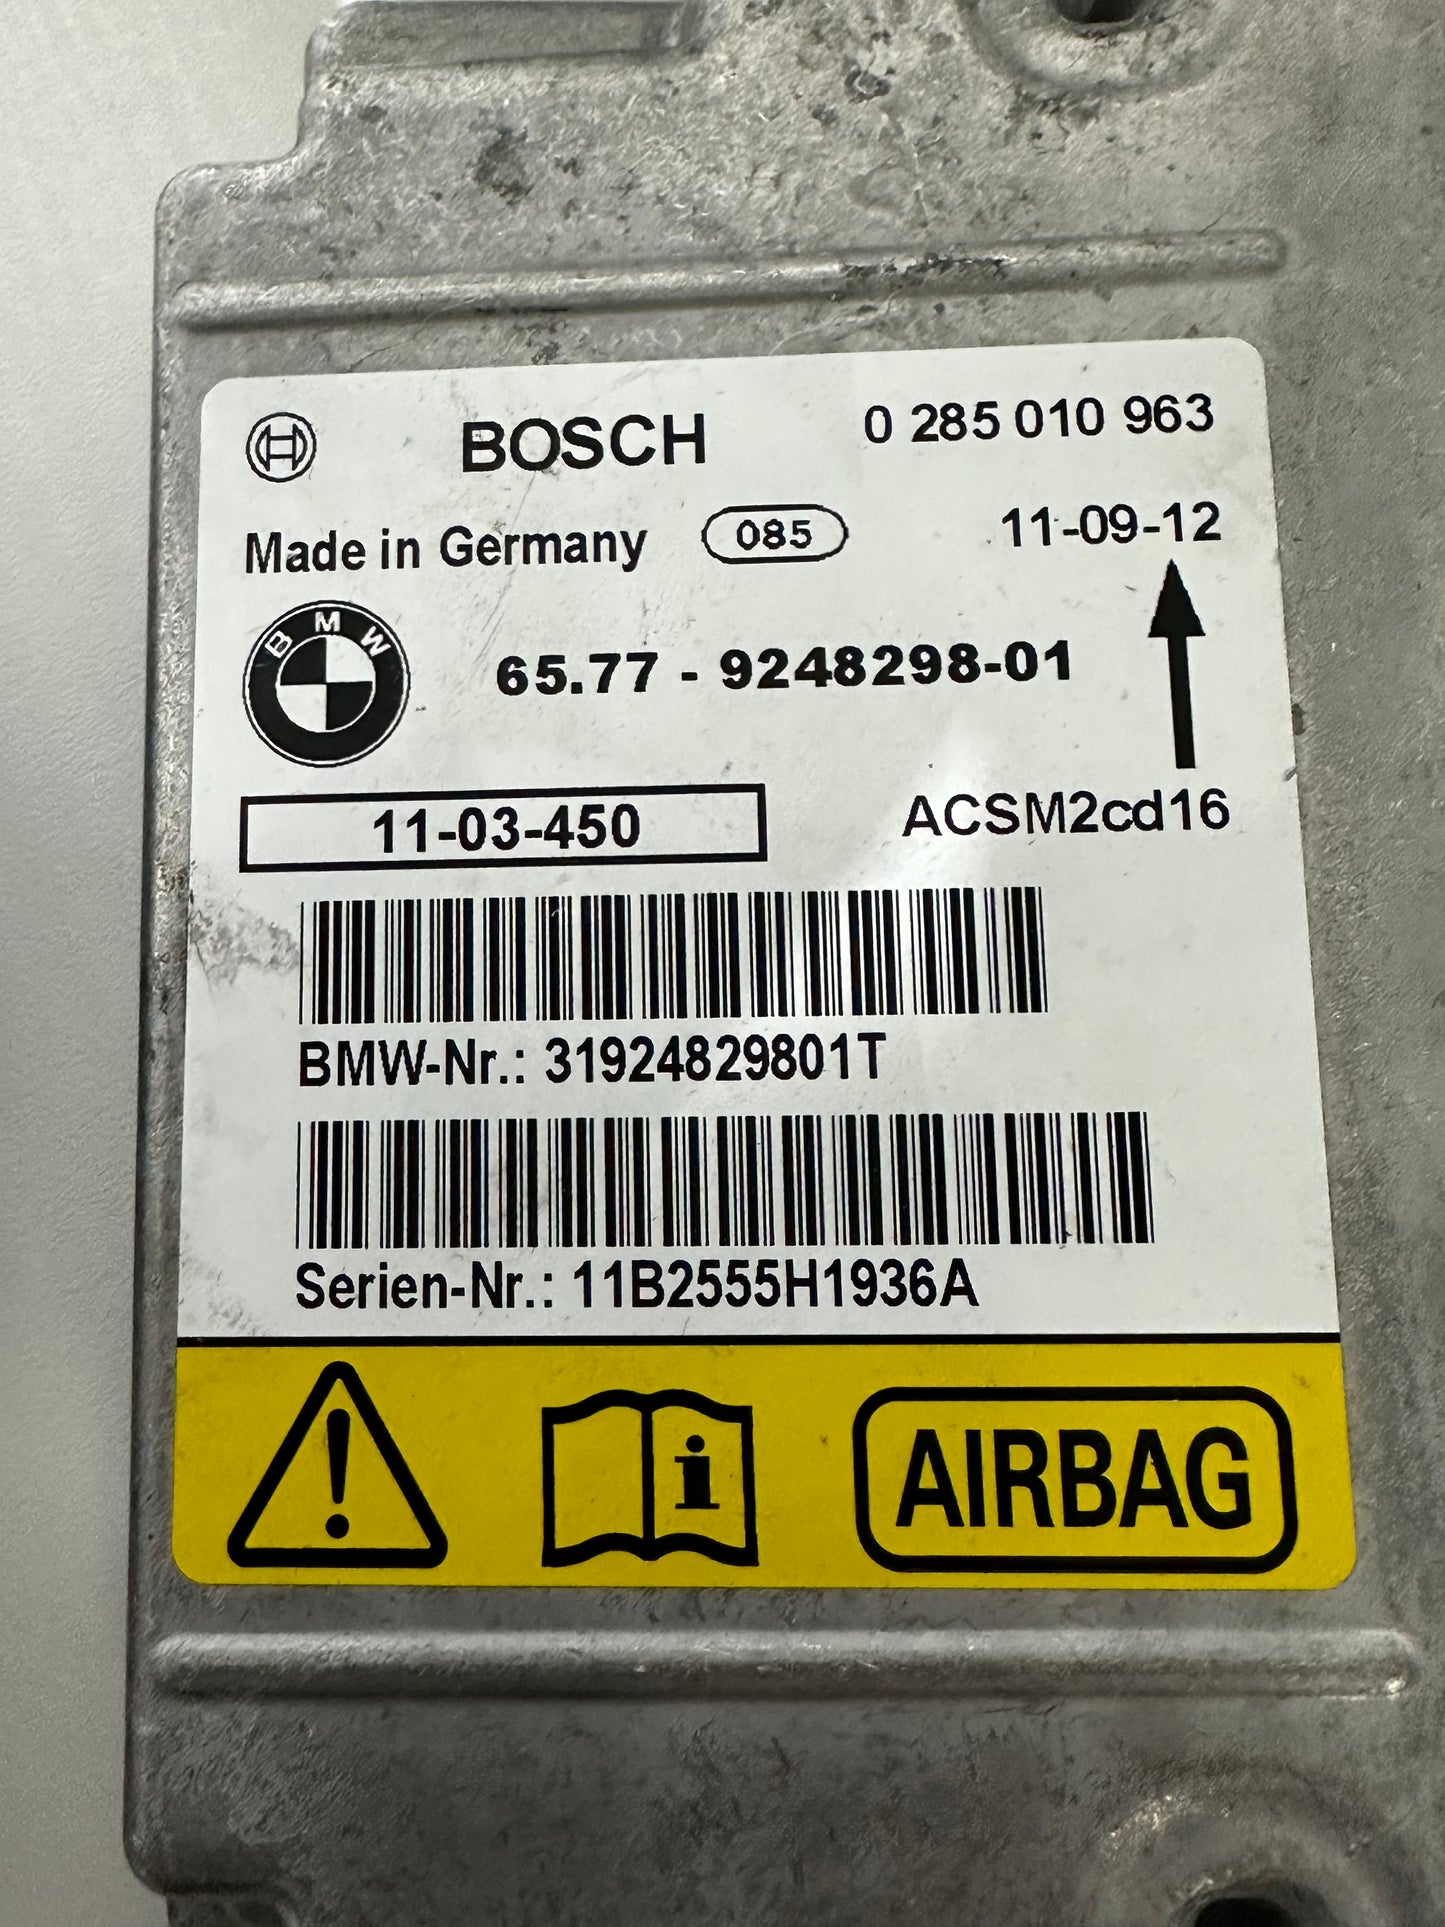 BOSCH 0 285 010 963
Made in Germany 085 11-09-12
BMW 65.77 - 9248298-01
11-03-450 ACSM2cd16
BMW-Nr.: 31924829801T
Serien-Nr.: 11B2555H1936A
i AIRBAG